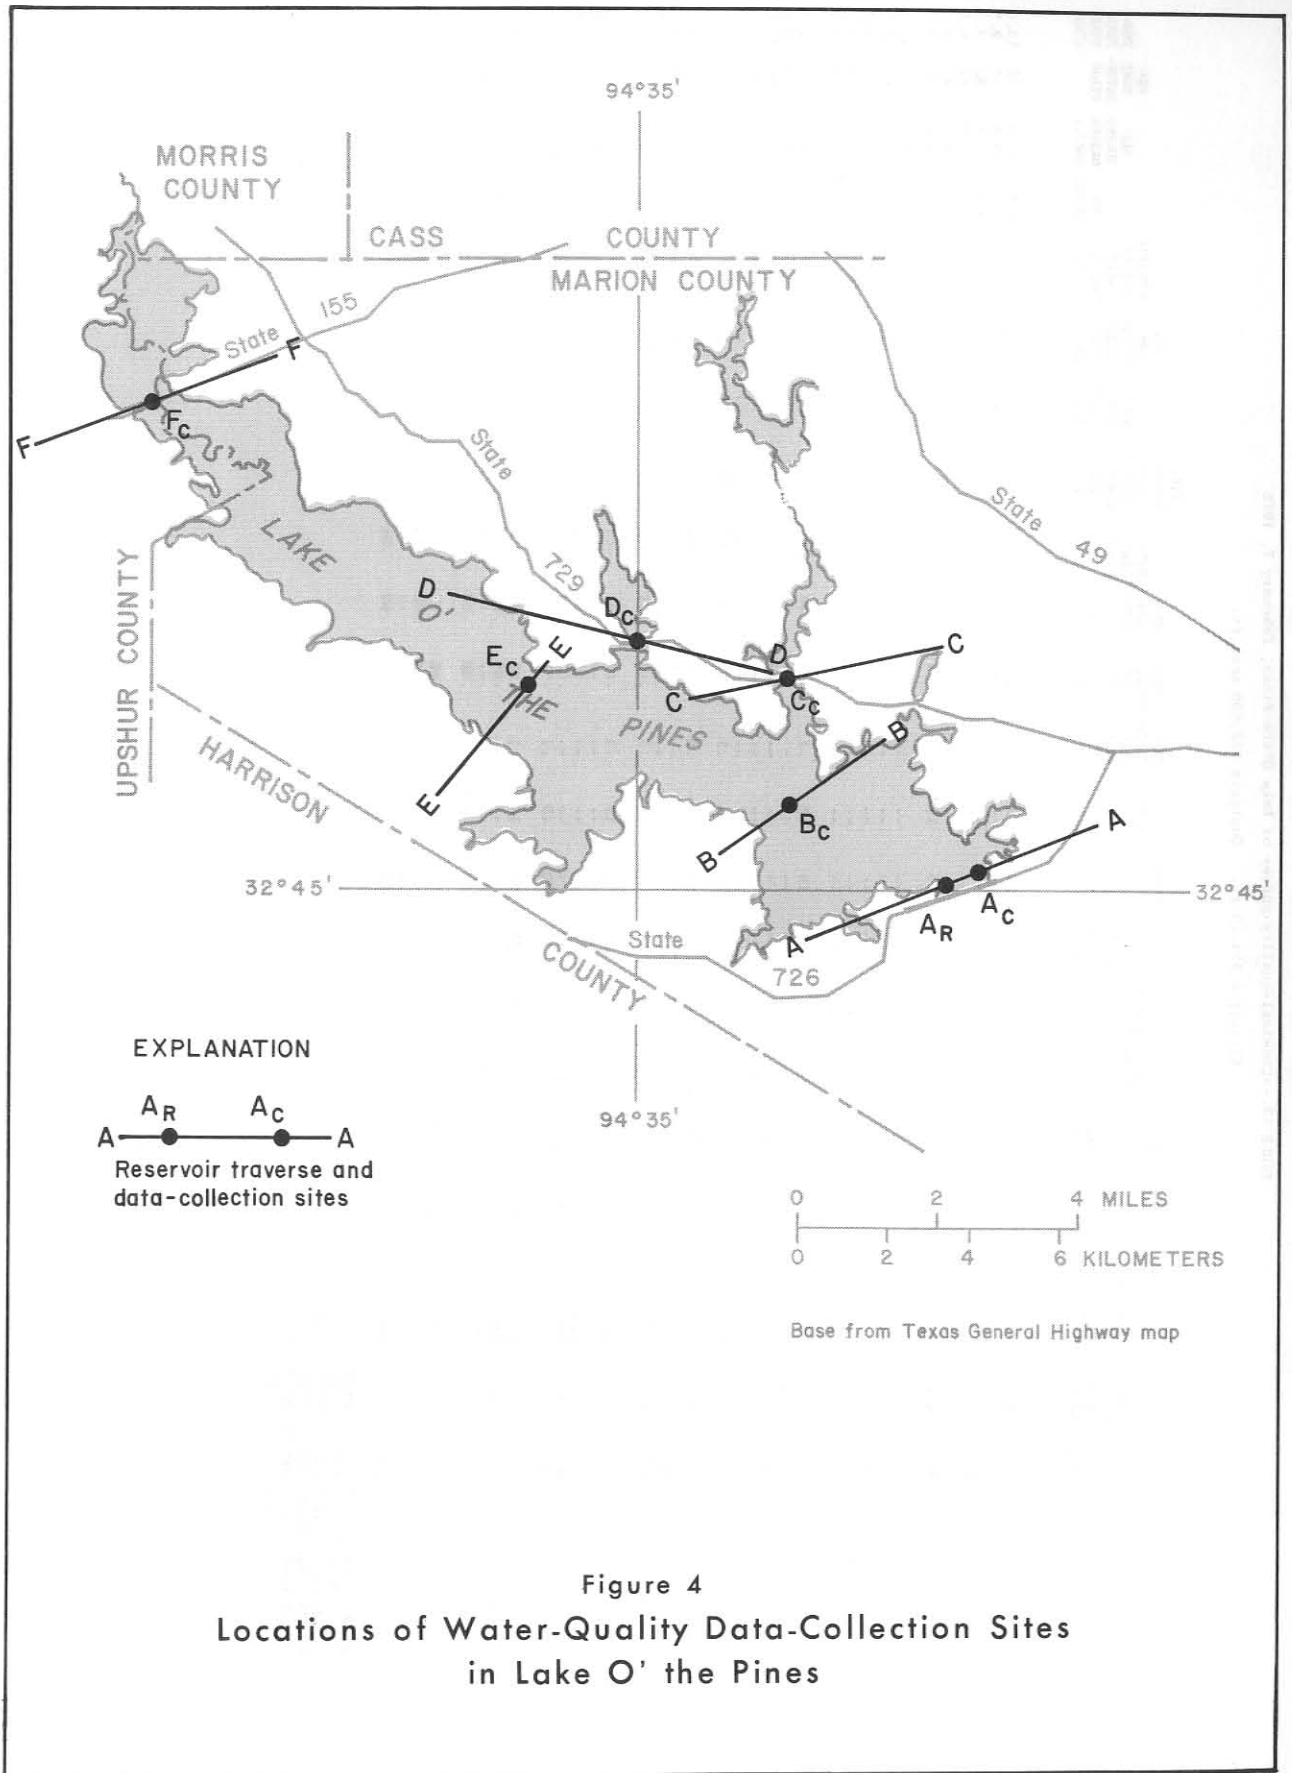 94°35'
MORRIS
COUNTY
CASS
COUNTY
MARION COUNTY
State
155
F
F
Fc
State
729
State
49
LAKE
O'
THE
PINES
D
Dc
D
E
Ec
E
C
C
Cc
B
B
Bc
A
A
AR
Ac
UPSHUR COUNTY
HARRISON
COUNTY
32°45'
32°45'
State
726
94°35'
EXPLANATION
AR Ac
A A
Reservoir traverse and
data-collection sites
0 2 4 MILES
0 2 4 6 KILOMETERS
Base from Texas General Highway map
Figure 4
Locations of Water-Quality Data-Collection Sites
in Lake O' the Pines